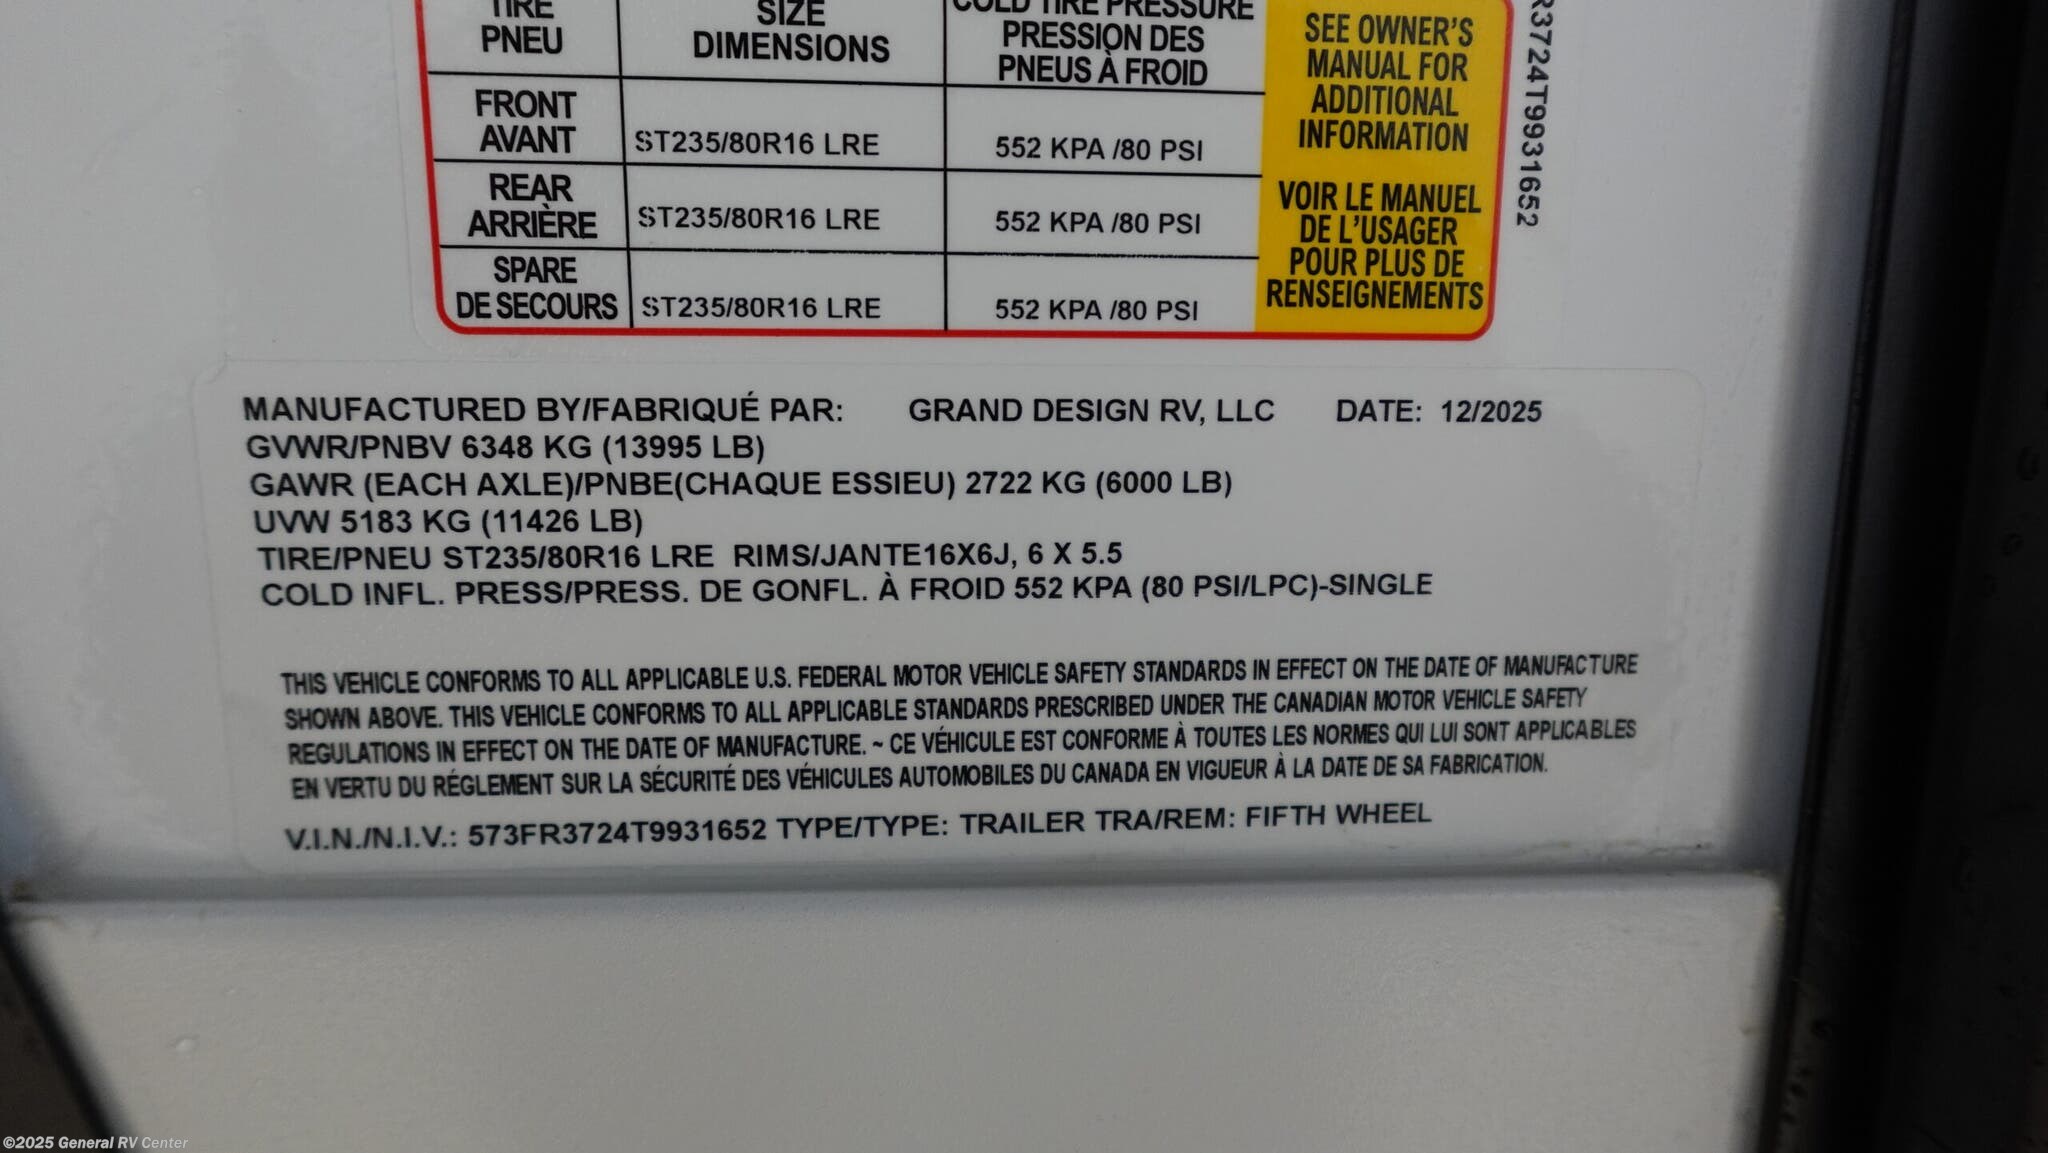 TIRE
PNEU
SIZE
DIMENSIONS
COLD TIRE PRESSURE
PRESSION DES
PNEUS À FROID
SEE OWNER'S
MANUAL FOR
ADDITIONAL
INFORMATION
VOIR LE MANUEL
DE L'USAGER
POUR PLUS DE
RENSEIGNEMENTS
FRONT
AVANT
ST235/80R16 LRE
552 KPA /80 PSI
REAR
ARRIÈRE
ST235/80R16 LRE
552 KPA /80 PSI
SPARE
DE SECOURS
ST235/80R16 LRE
552 KPA /80 PSI
R3724T9931652
MANUFACTURED BY/FABRIQUÉ PAR: GRAND DESIGN RV, LLC DATE: 12/2025
GVWR/PNBV 6348 KG (13995 LB)
GAWR (EACH AXLE)/PNBE(CHAQUE ESSIEU) 2722 KG (6000 LB)
UVW 5183 KG (11426 LB)
TIRE/PNEU ST235/80R16 LRE RIMS/JANTE16X6J, 6 X 5.5
COLD INFL. PRESS/PRESS. DE GONFL. À FROID 552 KPA (80 PSI/LPC)-SINGLE
THIS VEHICLE CONFORMS TO ALL APPLICABLE U.S. FEDERAL MOTOR VEHICLE SAFETY STANDARDS IN EFFECT ON THE DATE OF MANUFACTURE
SHOWN ABOVE. THIS VEHICLE CONFORMS TO ALL APPLICABLE STANDARDS PRESCRIBED UNDER THE CANADIAN MOTOR VEHICLE SAFETY
REGULATIONS IN EFFECT ON THE DATE OF MANUFACTURE. ~ CE VÉHICULE EST CONFORME À TOUTES LES NORMES QUI LUI SONT APPLICABLES
EN VERTU DU RÉGLEMENT SUR LA SÉCURITÉ DES VÉHICULES AUTOMOBILES DU CANADA EN VIGUEUR À LA DATE DE SA FABRICATION.
V.I.N./N.I.V.: 573FR3724T9931652 TYPE/TYPE: TRAILER TRA/REM: FIFTH WHEEL
©2025 General RV Center